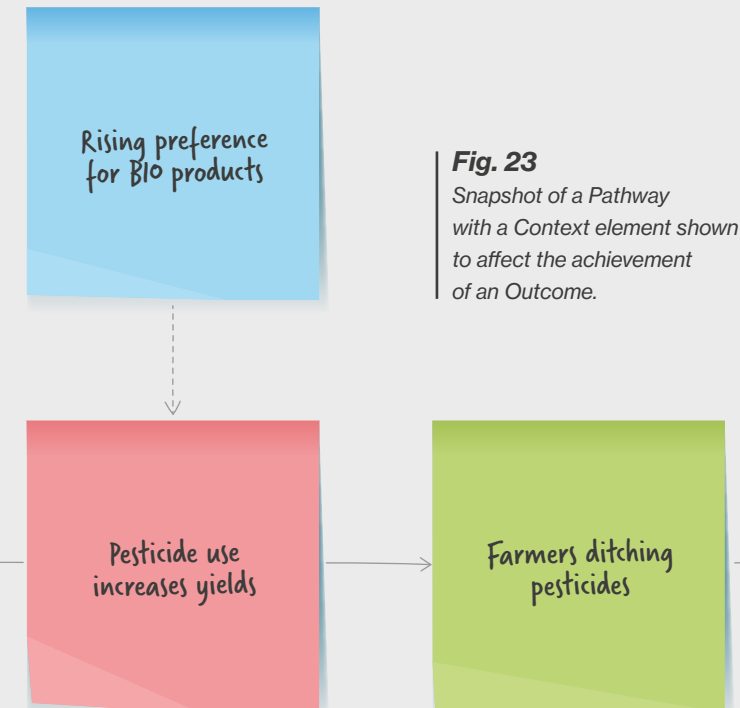 Rising preference
for BIO products
Fig. 23
Snapshot of a Pathway
with a Context element shown
to affect the achievement
of an Outcome.
Pesticide use
increases yields
Farmers ditching
pesticides